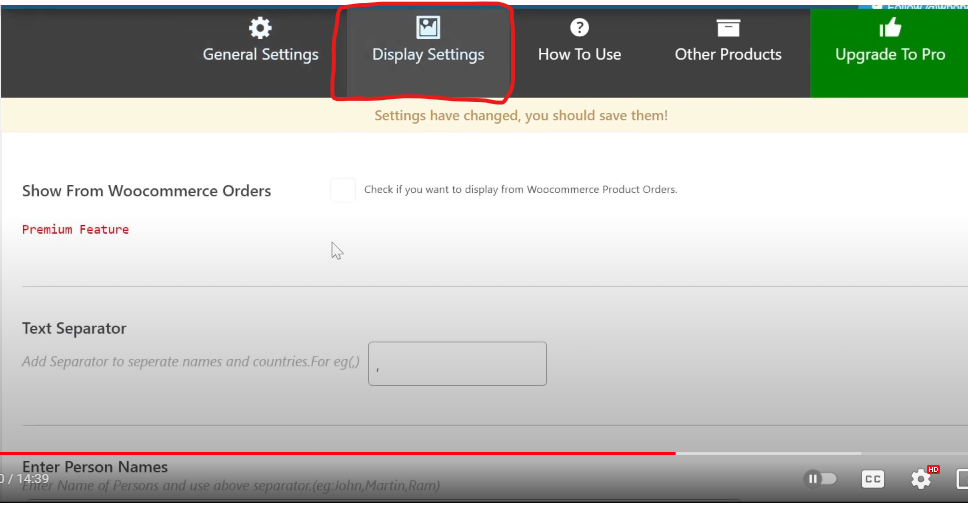 Follow @wpbp
General Settings
Display Settings
How To Use
Other Products
Upgrade To Pro
Settings have changed, you should save them!
Show From Woocommerce Orders
Check if you want to display from Woocommerce Product Orders.
Premium Feature
Text Separator
Add Separator to seperate names and countries.For eg(,)
,
Enter Person Names
0 / 14:39
Enter Name of Persons and use above separator.(eg:John,Martin,Ram)
CC
HD